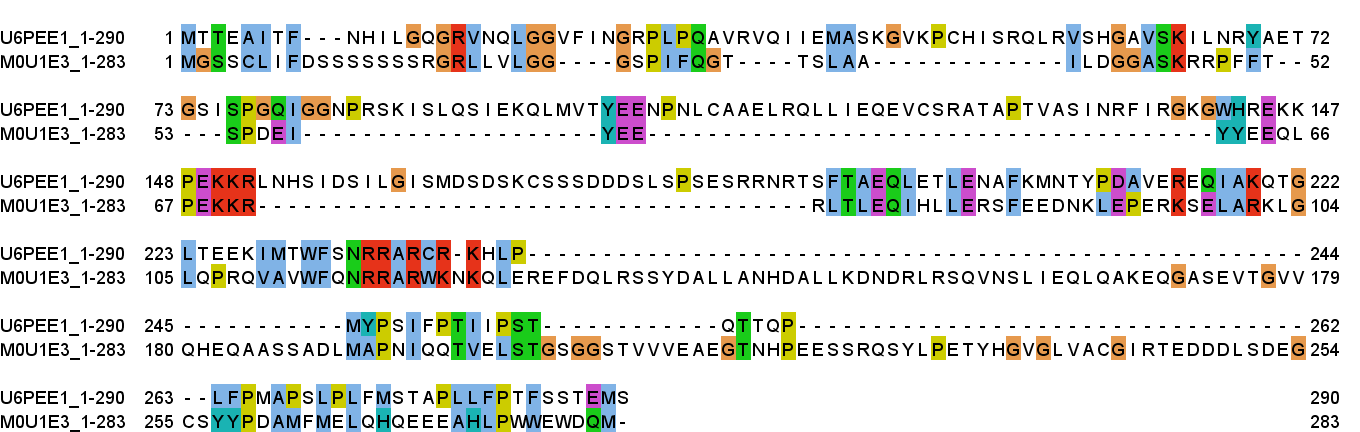 U6PEE1_1-290 1 MTTEAITF---NHILGQGRVNQLGGVFINGRPLPQAVRVQIIEMASKGVKPCHISRQLRVSHGAVSKILNRYAET 72
M0U1E3_1-283 1 MGSSCLIFDSSSSSSSRGRLLVLGG----GSPIFQGT----TSLAA-------------ILDGGASKRRPFFT-- 52
U6PEE1_1-290 73 GSISPGQIGGNPRSKISLQSIEKQLMVTYEENPNLCAAELRQLLIEQEVCSRATAPTVASINRFIRGKGWHREKK 147
M0U1E3_1-283 53 ---SPDEI--------------------YEE--------------------------------------YYEEQL 66
U6PEE1_1-290 148 PEKKRLNHSIDSILGISMDSDSKCSSSDDDSLSPSESRRNRTSFTAEQLETLENAFKMNTYPDAVEREQIAKQTG 222
M0U1E3_1-283 67 PEKKR-------------------------------------RLTLEQIHLLERSFEEDNKLEPERKSELARKLG 104
U6PEE1_1-290 223 LTEEKIMTWFSNRRARCR-KHLP---------------------------------------------------- 244
M0U1E3_1-283 105 LQPRQVAVWFQNRRARWKNKQLEREFDQLRSSYDALLANHDALLKDNDRLRSQVNSLIEQLQAKEQGASEVTGVV 179
U6PEE1_1-290 245 -----------MYPSIFPTIIPST------------QTTQP---------------------------------- 262
M0U1E3_1-283 180 QHEQAASSADLMAPNIQQTVELSTGSGGSTVVVEAEGTNHPEESSRQSYLPETYHGVGLVACGIRTEDDDLSDEG 254
U6PEE1_1-290 263 --LFPMAPSLPLFMSTAPLLFPTFSSTEMS 290
M0U1E3_1-283 255 CSYYPDAMFMELQHQEEEAHLPWWEWDQM- 283